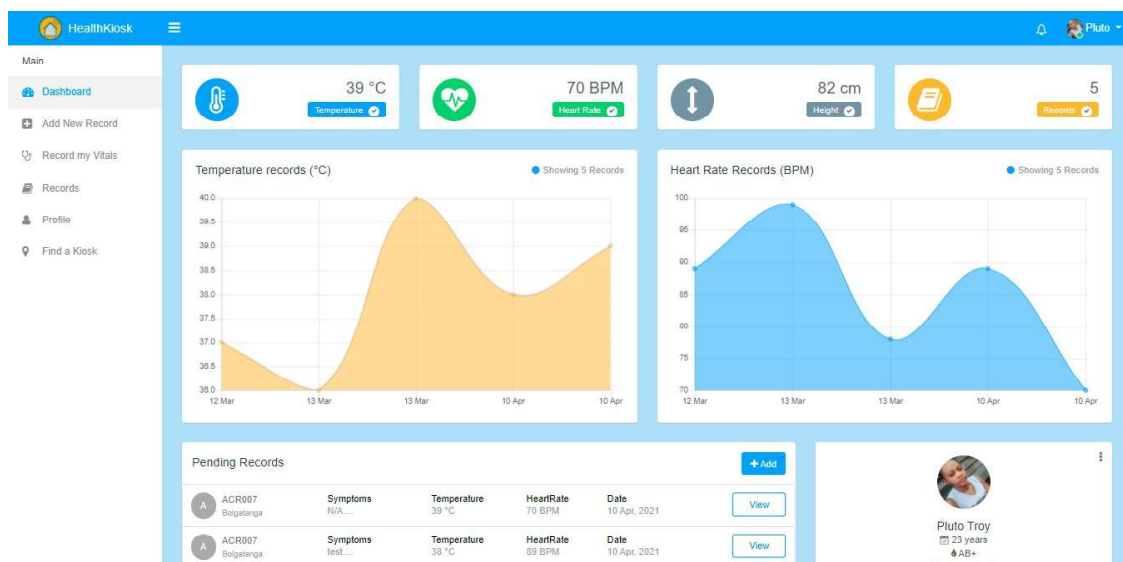 HealthKiosk
Pluto
Main
Dashboard
Add New Record
Record my Vitals
Records
Profile
Find a Kiosk
39 °C
Temperature
70 BPM
Heart Rate
82 cm
Height
5
Records
Temperature records (°C)
Showing 5 Records
40.0
39.5
39.0
38.5
38.0
37.5
37.0
36.5
36.0
12 Mar 13 Mar 13 Mar 10 Apr 10 Apr
Heart Rate Records (BPM)
Showing 5 Records
100
95
90
85
80
75
70
12 Mar 13 Mar 13 Mar 10 Apr 10 Apr
Pending Records
+ Add
A ACR007 Symptoms Temperature HeartRate Date View
Bolgatanga N/A.... 39 °C 70 BPM 10 Apr, 2021
A ACR007 Symptoms Temperature HeartRate Date View
Bolgatanga test.... 38 °C 89 BPM 10 Apr, 2021
Pluto Troy
23 years
AB+